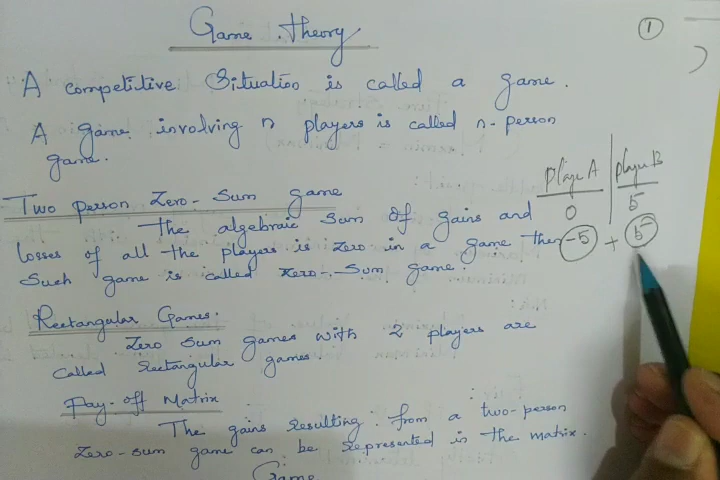 1
Game Theory
A competitive Situation is called a game.
A game involving n players is called n-person
game.
Two Person Zero-Sum game
The algebraic sum of gains and
losses of all the players is zero in a game then
Such game is called zero-Sum game.
Player A | Player B
0 | 5
-5 + 5
Rectangular Games.
Zero sum games with 2 players are
called rectangular games.
Pay-off Matrix
The gains resulting from a two-person
Zero-sum game can be represented in the matrix.
Game